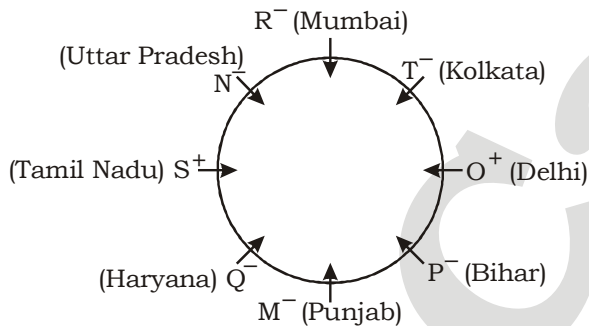 R⁻ (Mumbai)
(Uttar Pradesh)
N⁻
T⁻ (Kolkata)
(Tamil Nadu) S⁺
O⁺ (Delhi)
(Haryana) Q⁻
P⁻ (Bihar)
M⁻ (Punjab)